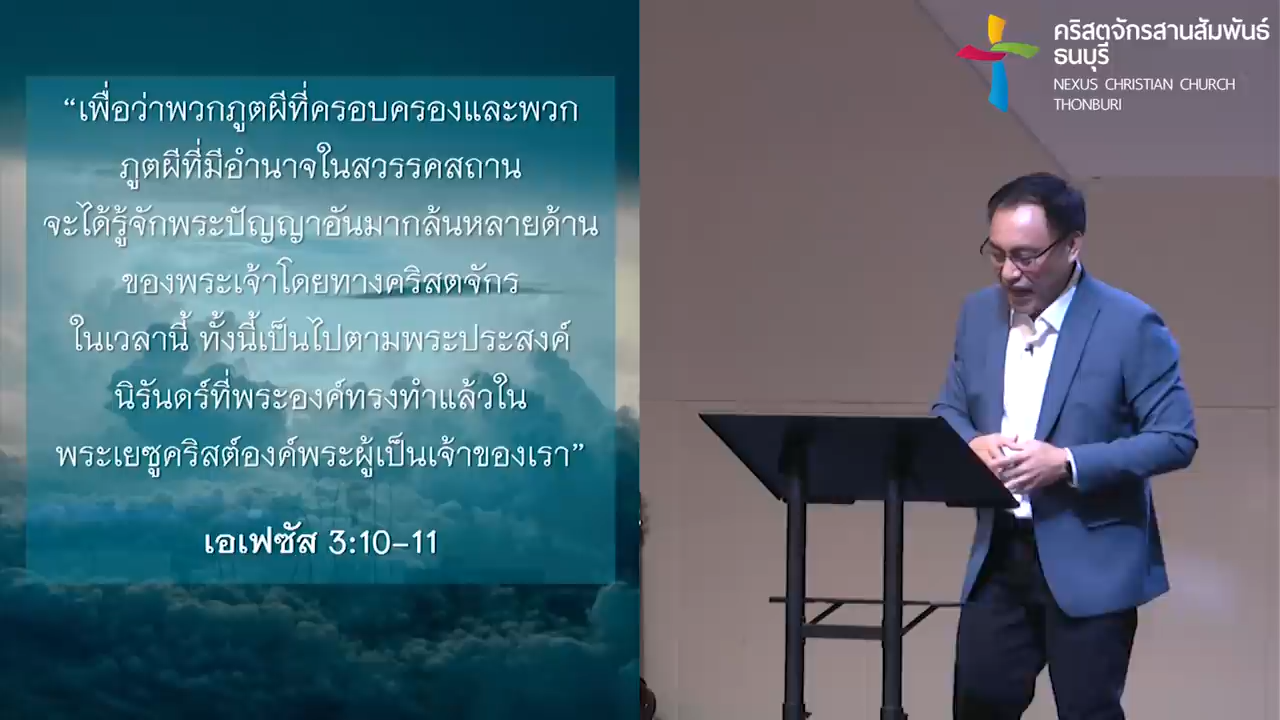 “เพื่อว่าพวกภูตผีที่ครอบครองและพวก
ภูตผีที่มีอำนาจในสวรรคสถาน
จะได้รู้จักพระปัญญาอันมากล้นหลายด้าน
ของพระเจ้าโดยทางคริสตจักร
ในเวลานี้ ทั้งนี้เป็นไปตามพระประสงค์
นิรันดร์ที่พระองค์ทรงทำแล้วใน
พระเยซูคริสต์องค์พระผู้เป็นเจ้าของเรา”
เอเฟซัส 3:10–11
คริสตจักรสานสัมพันธ์
ธนบุรี
NEXUS CHRISTIAN CHURCH
THONBURI